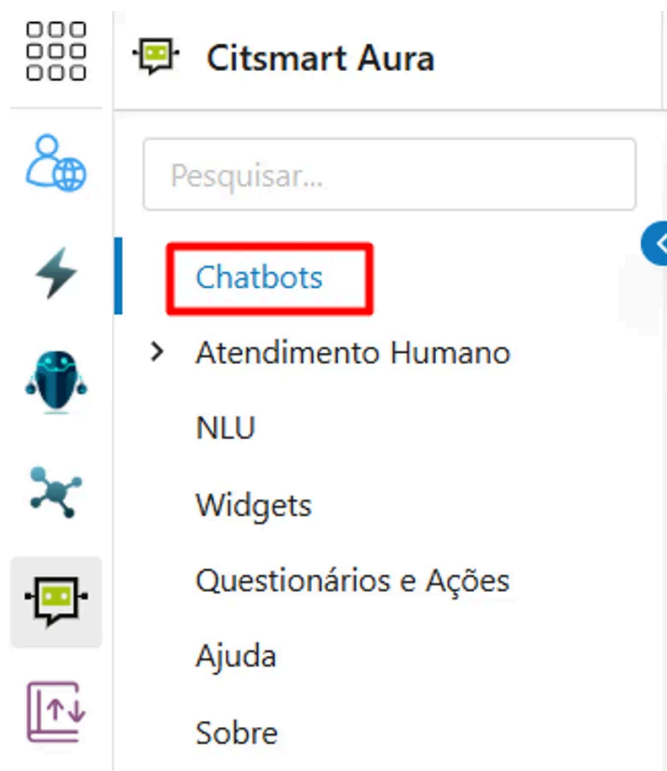 Citsmart Aura
Pesquisar...
Chatbots
Atendimento Humano
NLU
Widgets
Questionários e Ações
Ajuda
Sobre